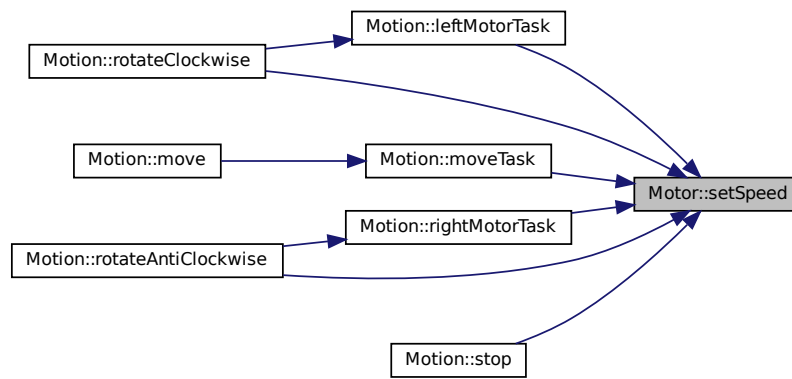 Motion::leftMotorTask
Motion::rotateClockwise
Motion::move
Motion::moveTask
Motor::setSpeed
Motion::rightMotorTask
Motion::rotateAntiClockwise
Motion::stop